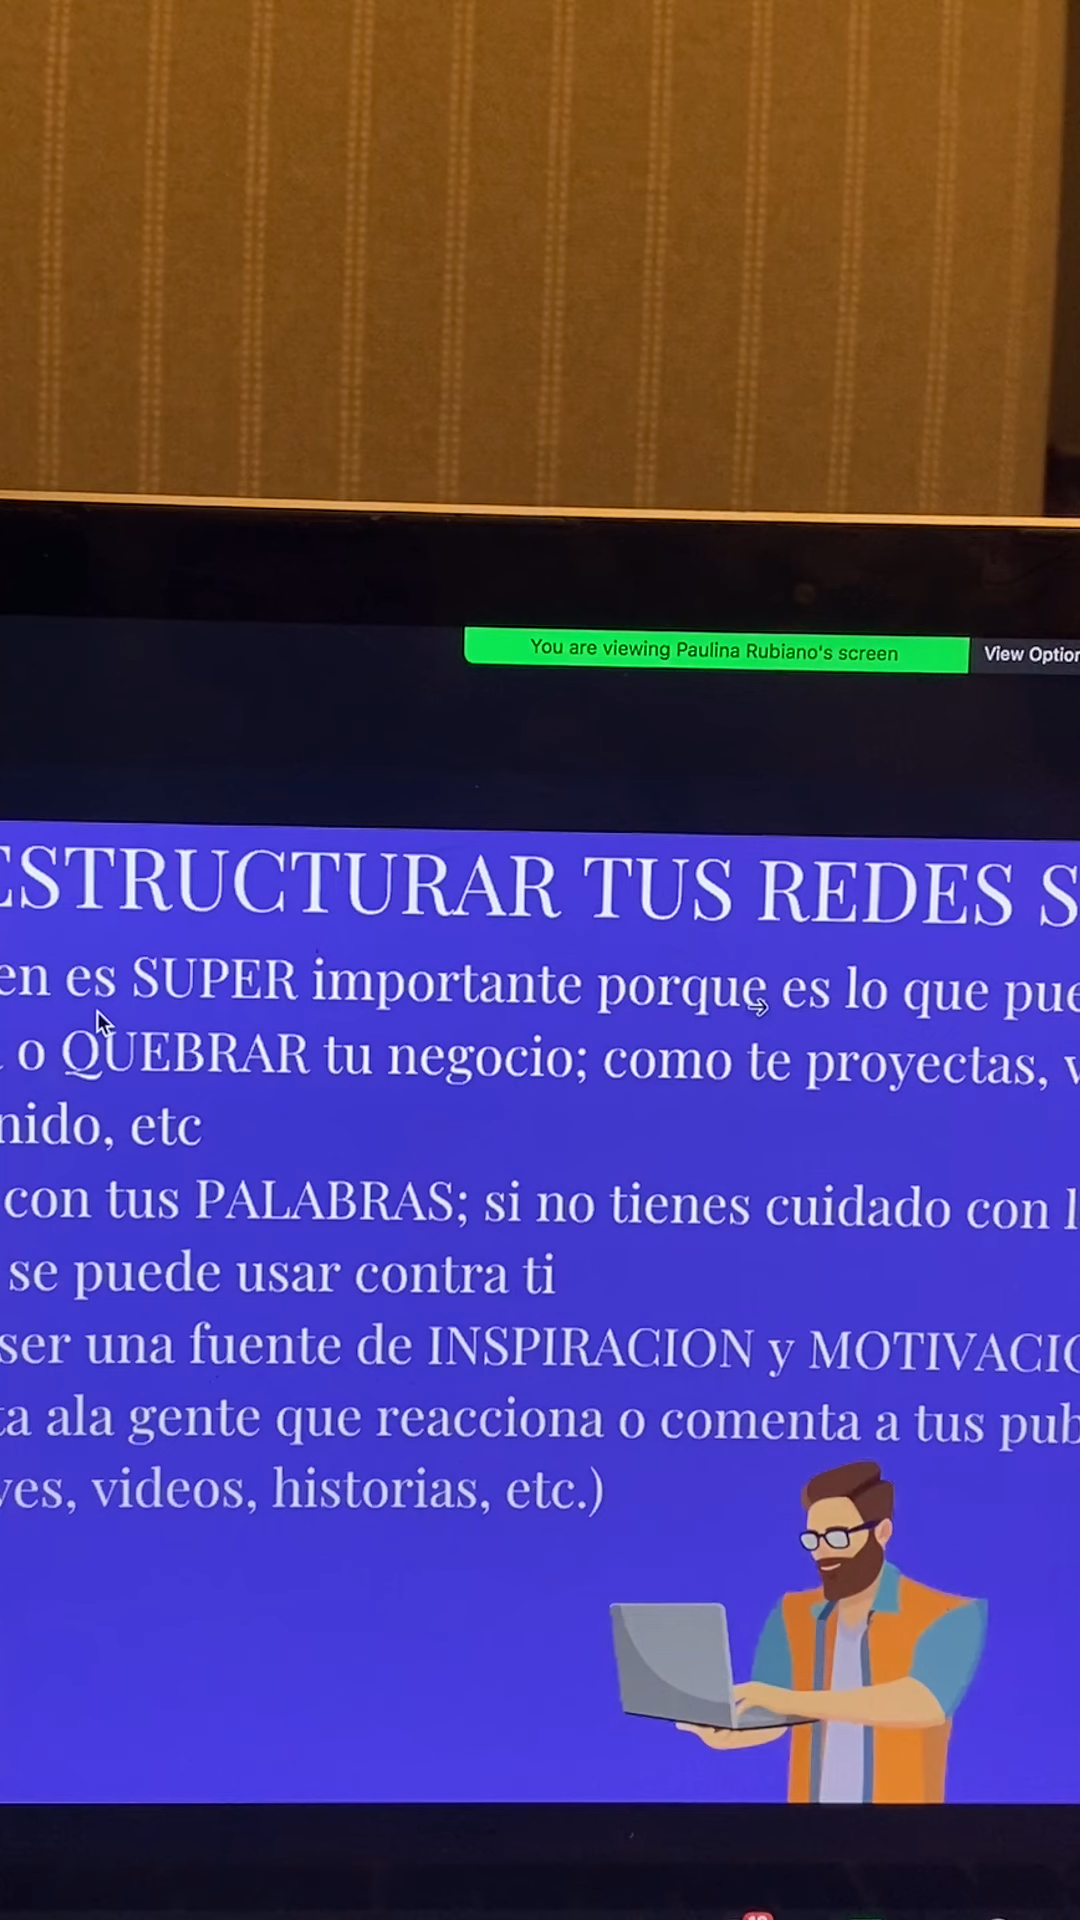 You are viewing Paulina Rubiano's screen
View Option
ESTRUCTURAR TUS REDES S
en es SUPER importante porque es lo que pue
o QUEBRAR tu negocio; como te proyectas, v
nido, etc
con tus PALABRAS; si no tienes cuidado con l
se puede usar contra ti
ser una fuente de INSPIRACION y MOTIVACIO
ta ala gente que reacciona o comenta a tus pub
ves, videos, historias, etc.)